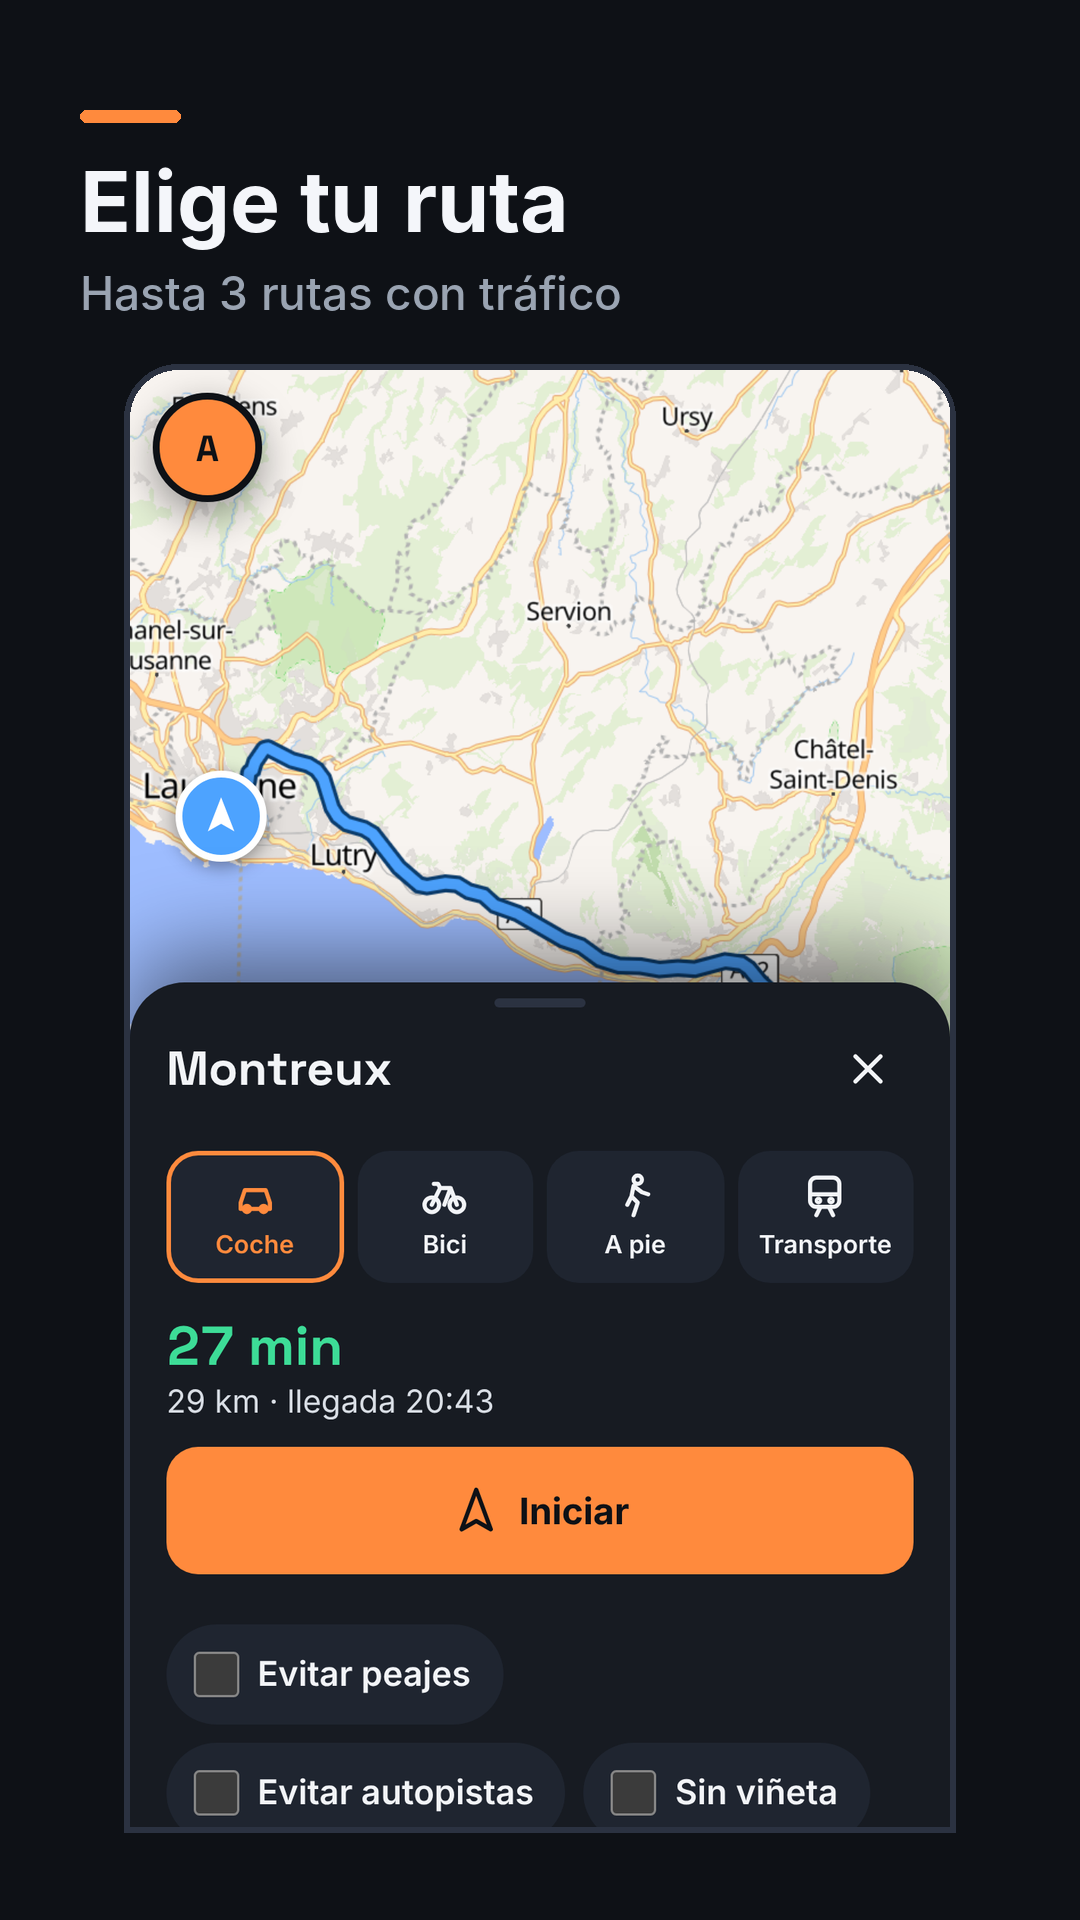 Elige tu ruta
Hasta 3 rutas con tráfico
A
Ursy
Servion
Châtel-
Saint-Denis
Lutry
Montreux
Coche
Bici
A pie
Transporte
27 min
29 km · llegada 20:43
Iniciar
Evitar peajes
Evitar autopistas
Sin viñeta